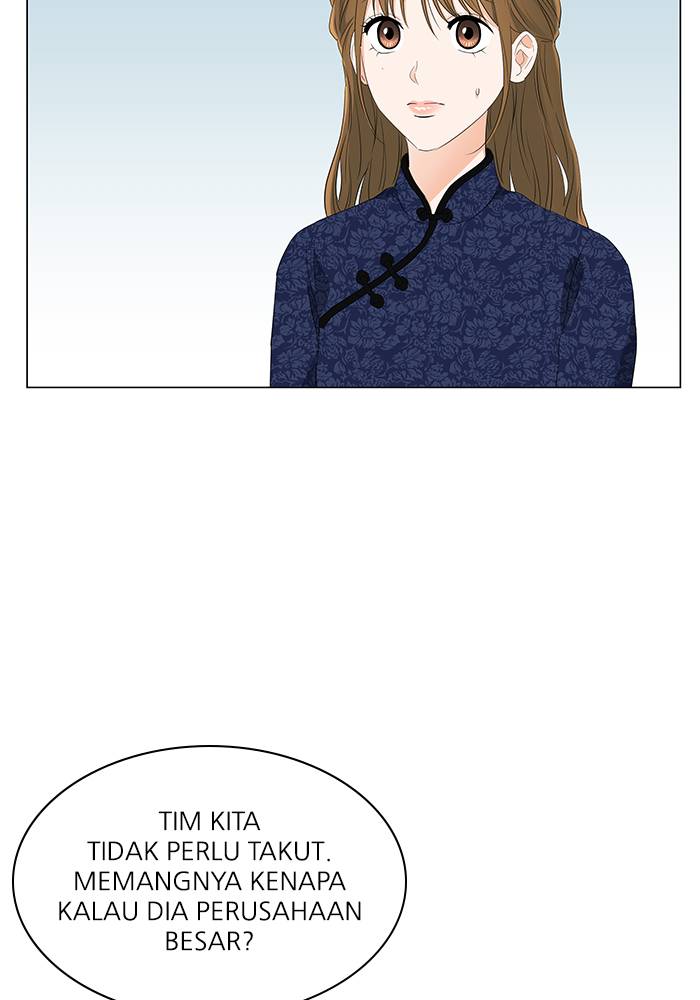 TIM KITA
TIDAK PERLU TAKUT.
MEMANGNYA KENAPA
KALAU DIA PERUSAHAAN
BESAR?